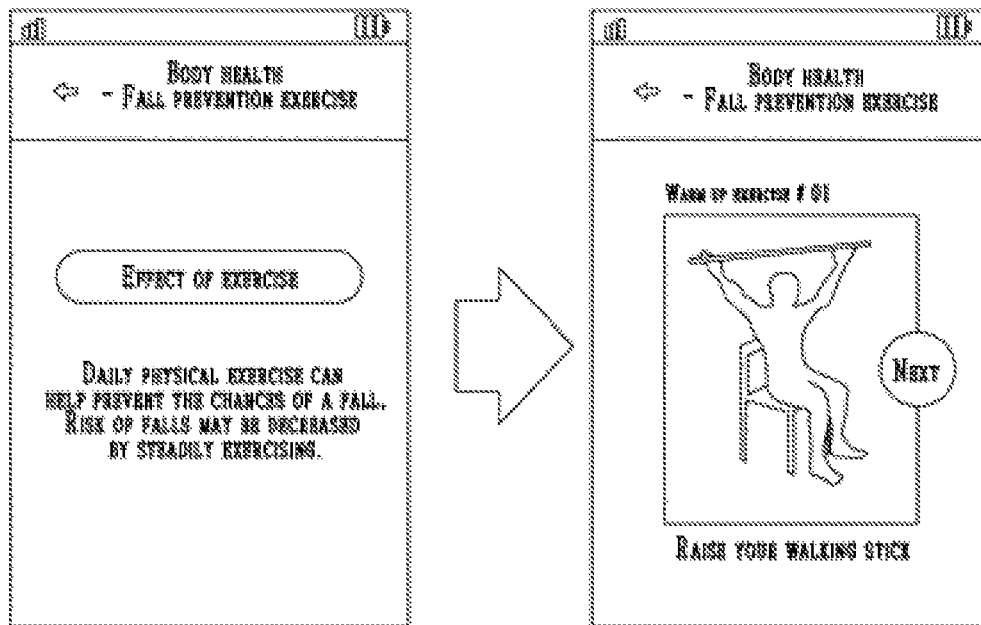 Body health
- Fall prevention exercise
Effect of exercise
Daily physical exercise can
help prevent the chances of a fall.
Risk of falls may be decreased
by steadily exercising.
Body health
- Fall prevention exercise
Warm up exercise # 01
Next
Raise your walking stick